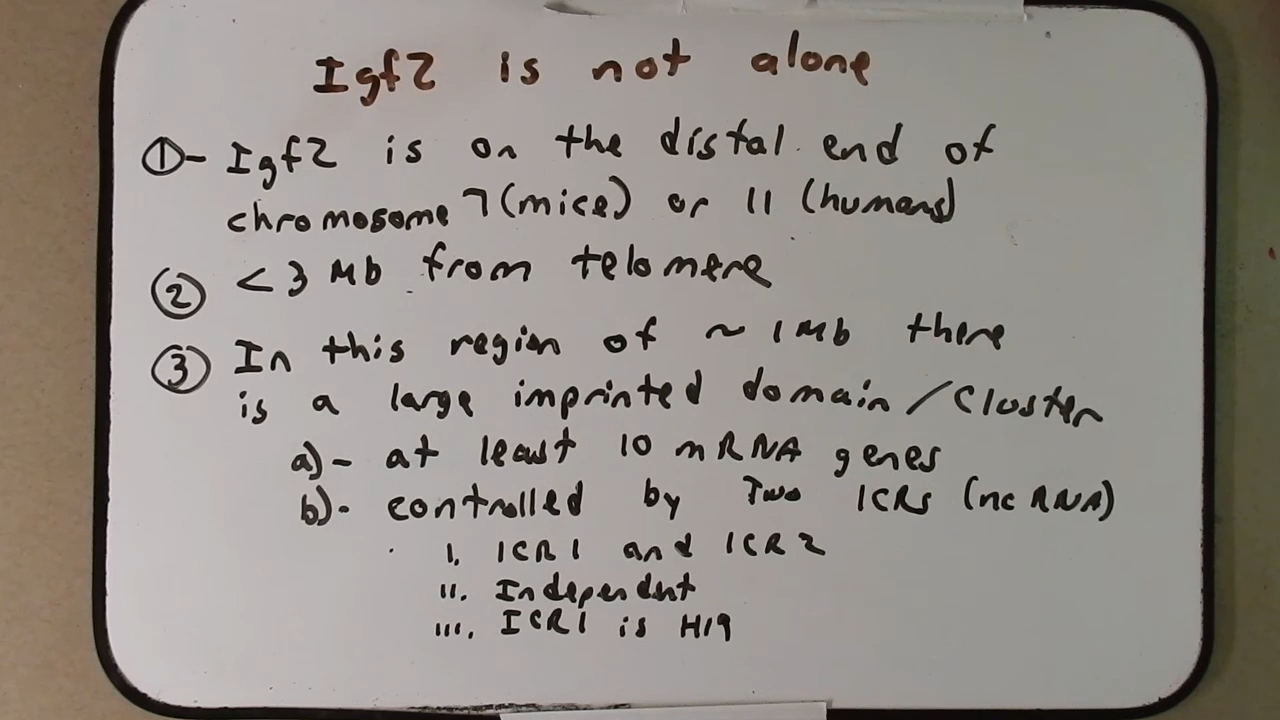 Igf2 is not alone
①- Igf2 is on the distal end of
chromosome 7 (mice) or 11 (humans)
② < 3 Mb from telomere
③ In this region of ~ 1 Mb there
is a large imprinted domain/cluster
a)- at least 10 mRNA genes
b)- controlled by Two ICRs (ncRNA)
i. ICR1 and ICR2
ii. Independent
iii. ICR1 is H19